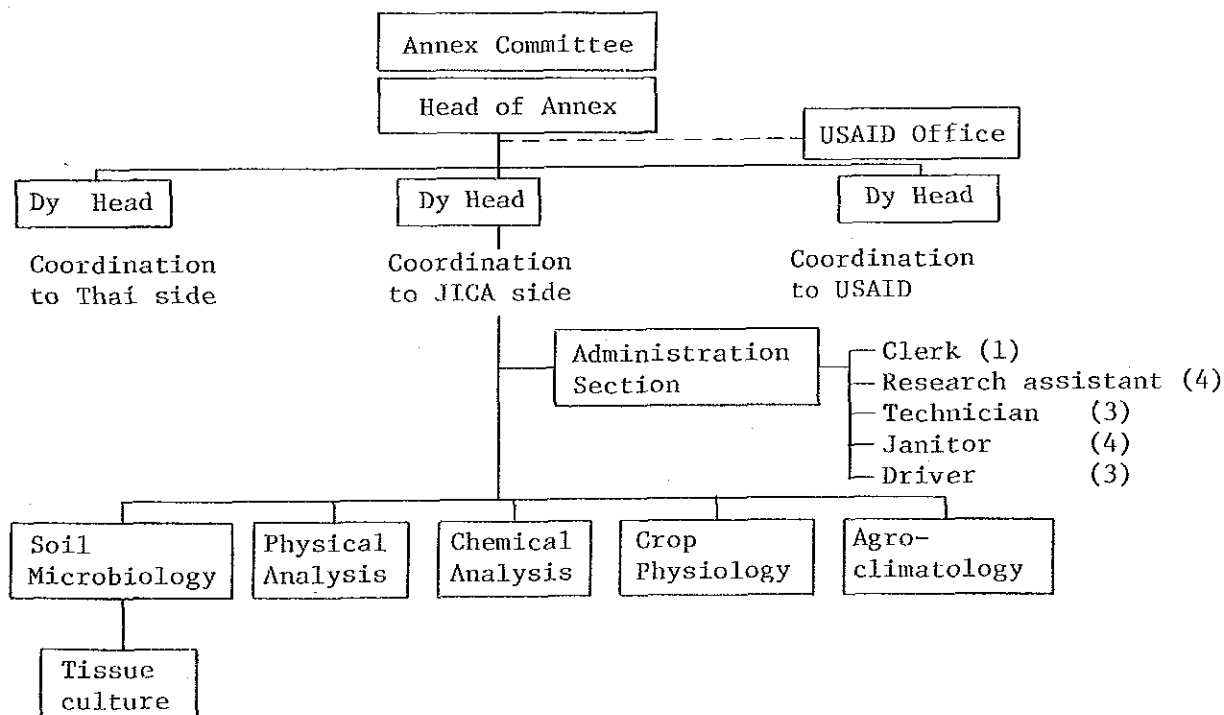 Annex Committee
Head of Annex
USAID Office
Dy Head
Dy Head
Dy Head
Coordination
to Thai side
Coordination
to JICA side
Coordination
to USAID
Administration
Section
Clerk (1)
Research assistant (4)
Technician (3)
Janitor (4)
Driver (3)
Soil
Microbiology
Physical
Analysis
Chemical
Analysis
Crop
Physiology
Agro-
climatology
Tissue
culture